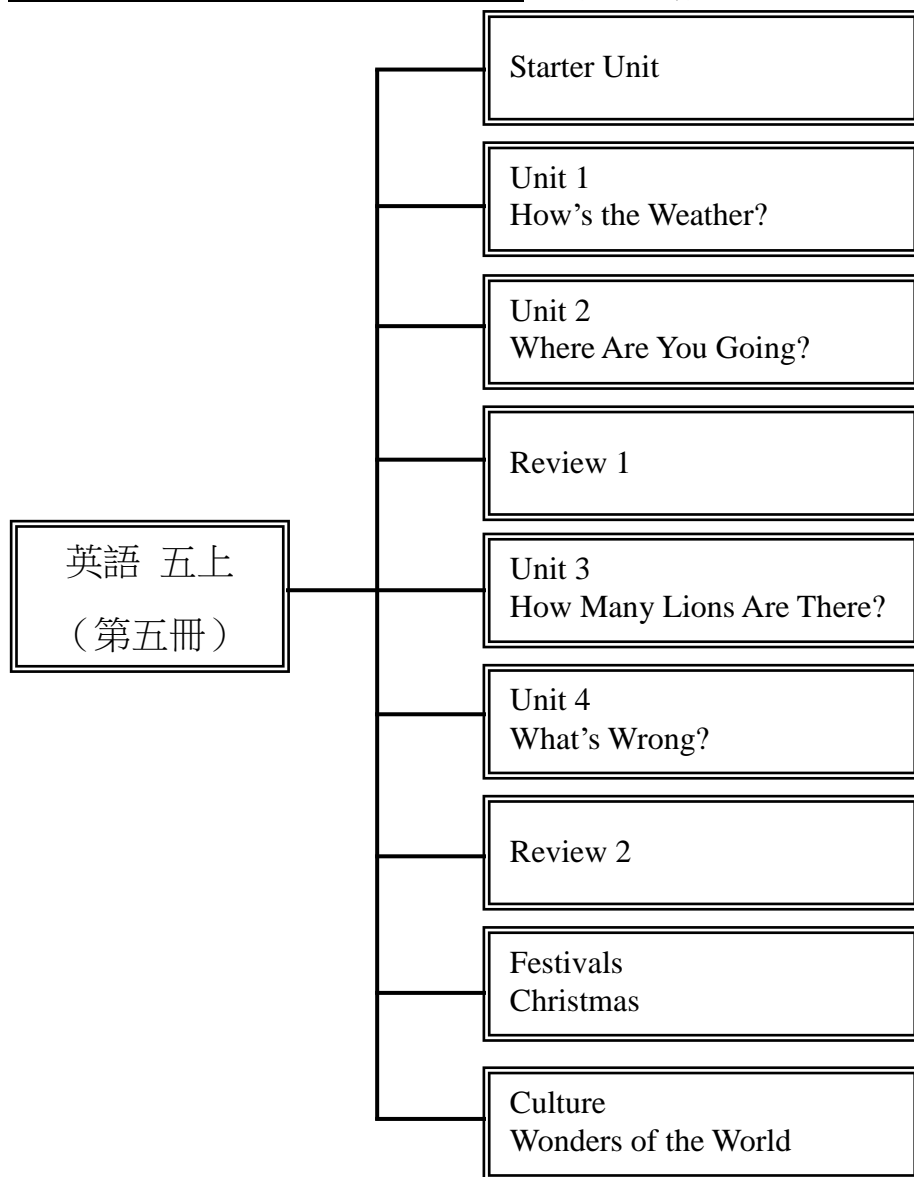 Starter Unit
Unit 1
How’s the Weather?
Unit 2
Where Are You Going?
Review 1
英語 五上
（第五冊）
Unit 3
How Many Lions Are There?
Unit 4
What’s Wrong?
Review 2
Festivals
Christmas
Culture
Wonders of the World